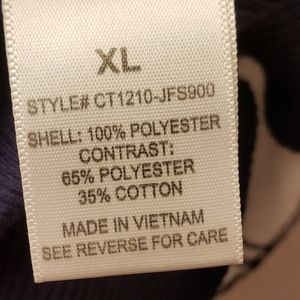 XL
STYLE# CT1210-JFS900
SHELL: 100% POLYESTER
CONTRAST:
65% POLYESTER
35% COTTON
MADE IN VIETNAM
SEE REVERSE FOR CARE